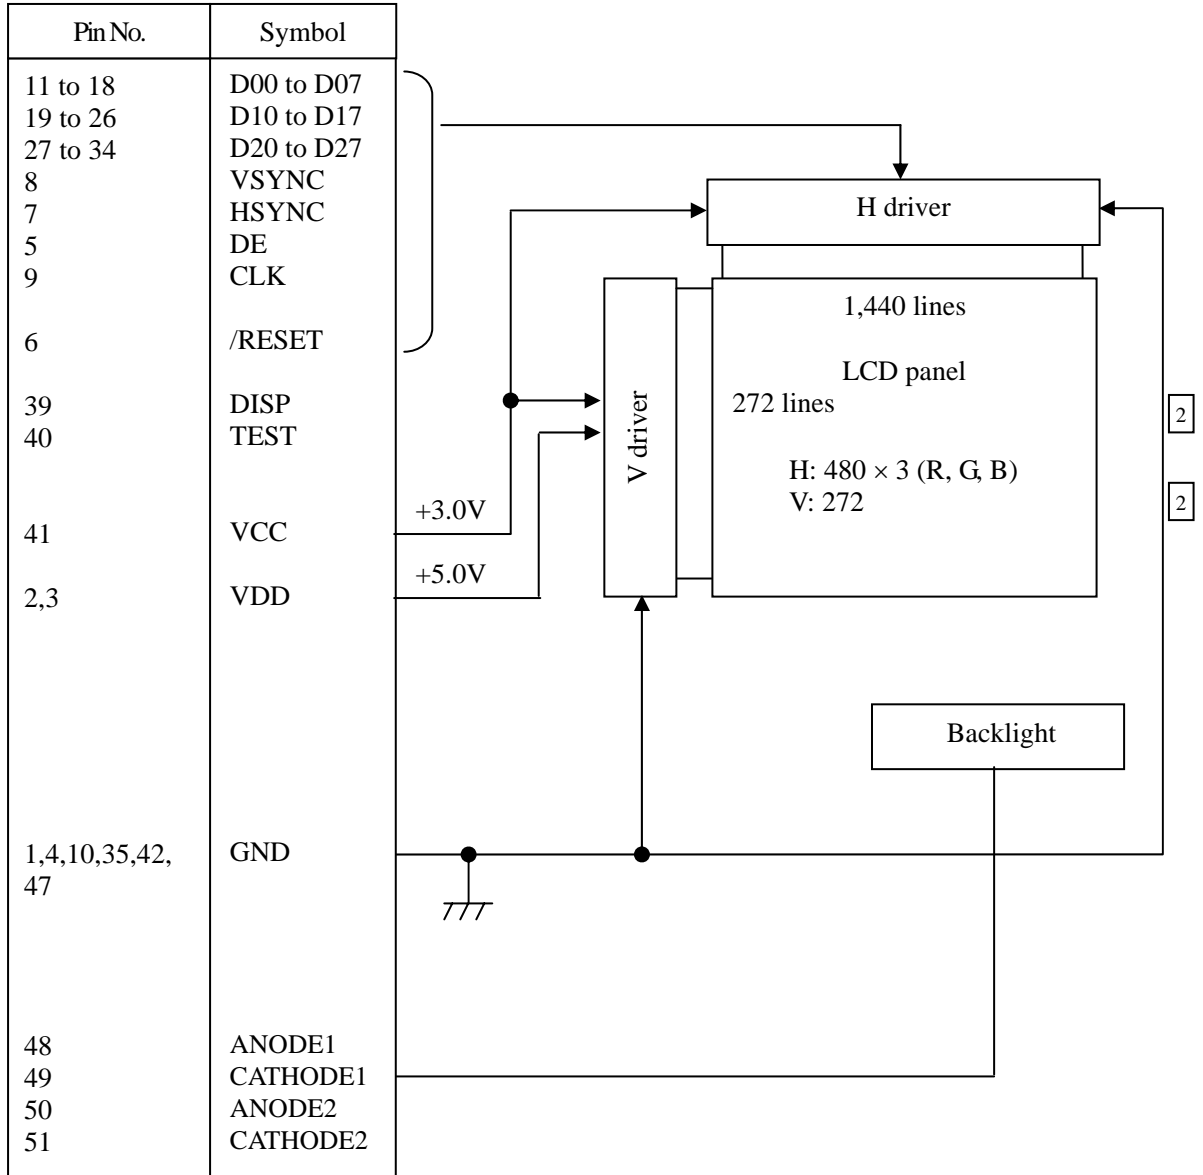 Pin No. Symbol
11 to 18 D00 to D07
19 to 26 D10 to D17
27 to 34 D20 to D27
8 VSYNC
7 HSYNC
5 DE
9 CLK
6 /RESET
39 DISP
40 TEST
41 VCC
2,3 VDD
1,4,10,35,42, GND
47
48 ANODE1
49 CATHODE1
50 ANODE2
51 CATHODE2
+3.0V
+5.0V
H driver
V driver
1,440 lines
LCD panel
272 lines
H: 480 × 3 (R, G, B)
V: 272
2
2
Backlight